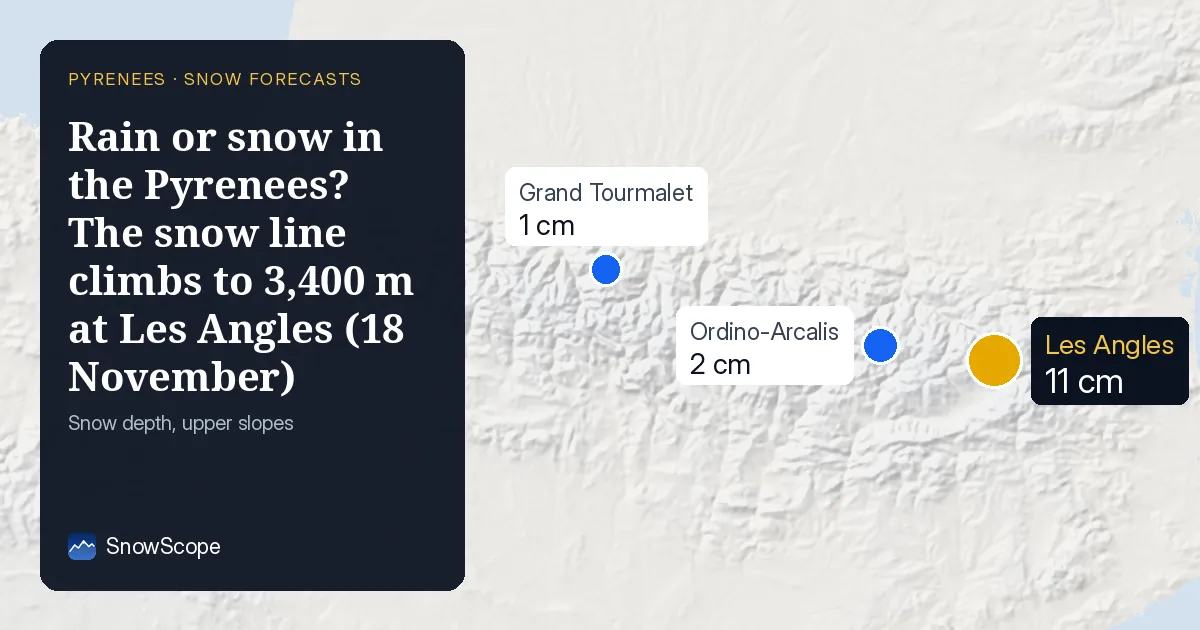 PYRENEES · SNOW FORECASTS
Rain or snow in
the Pyrenees?
The snow line
climbs to 3,400 m
at Les Angles (18
November)
Snow depth, upper slopes
SnowScope
Grand Tourmalet
1 cm
Ordino-Arcalis
2 cm
Les Angles
11 cm